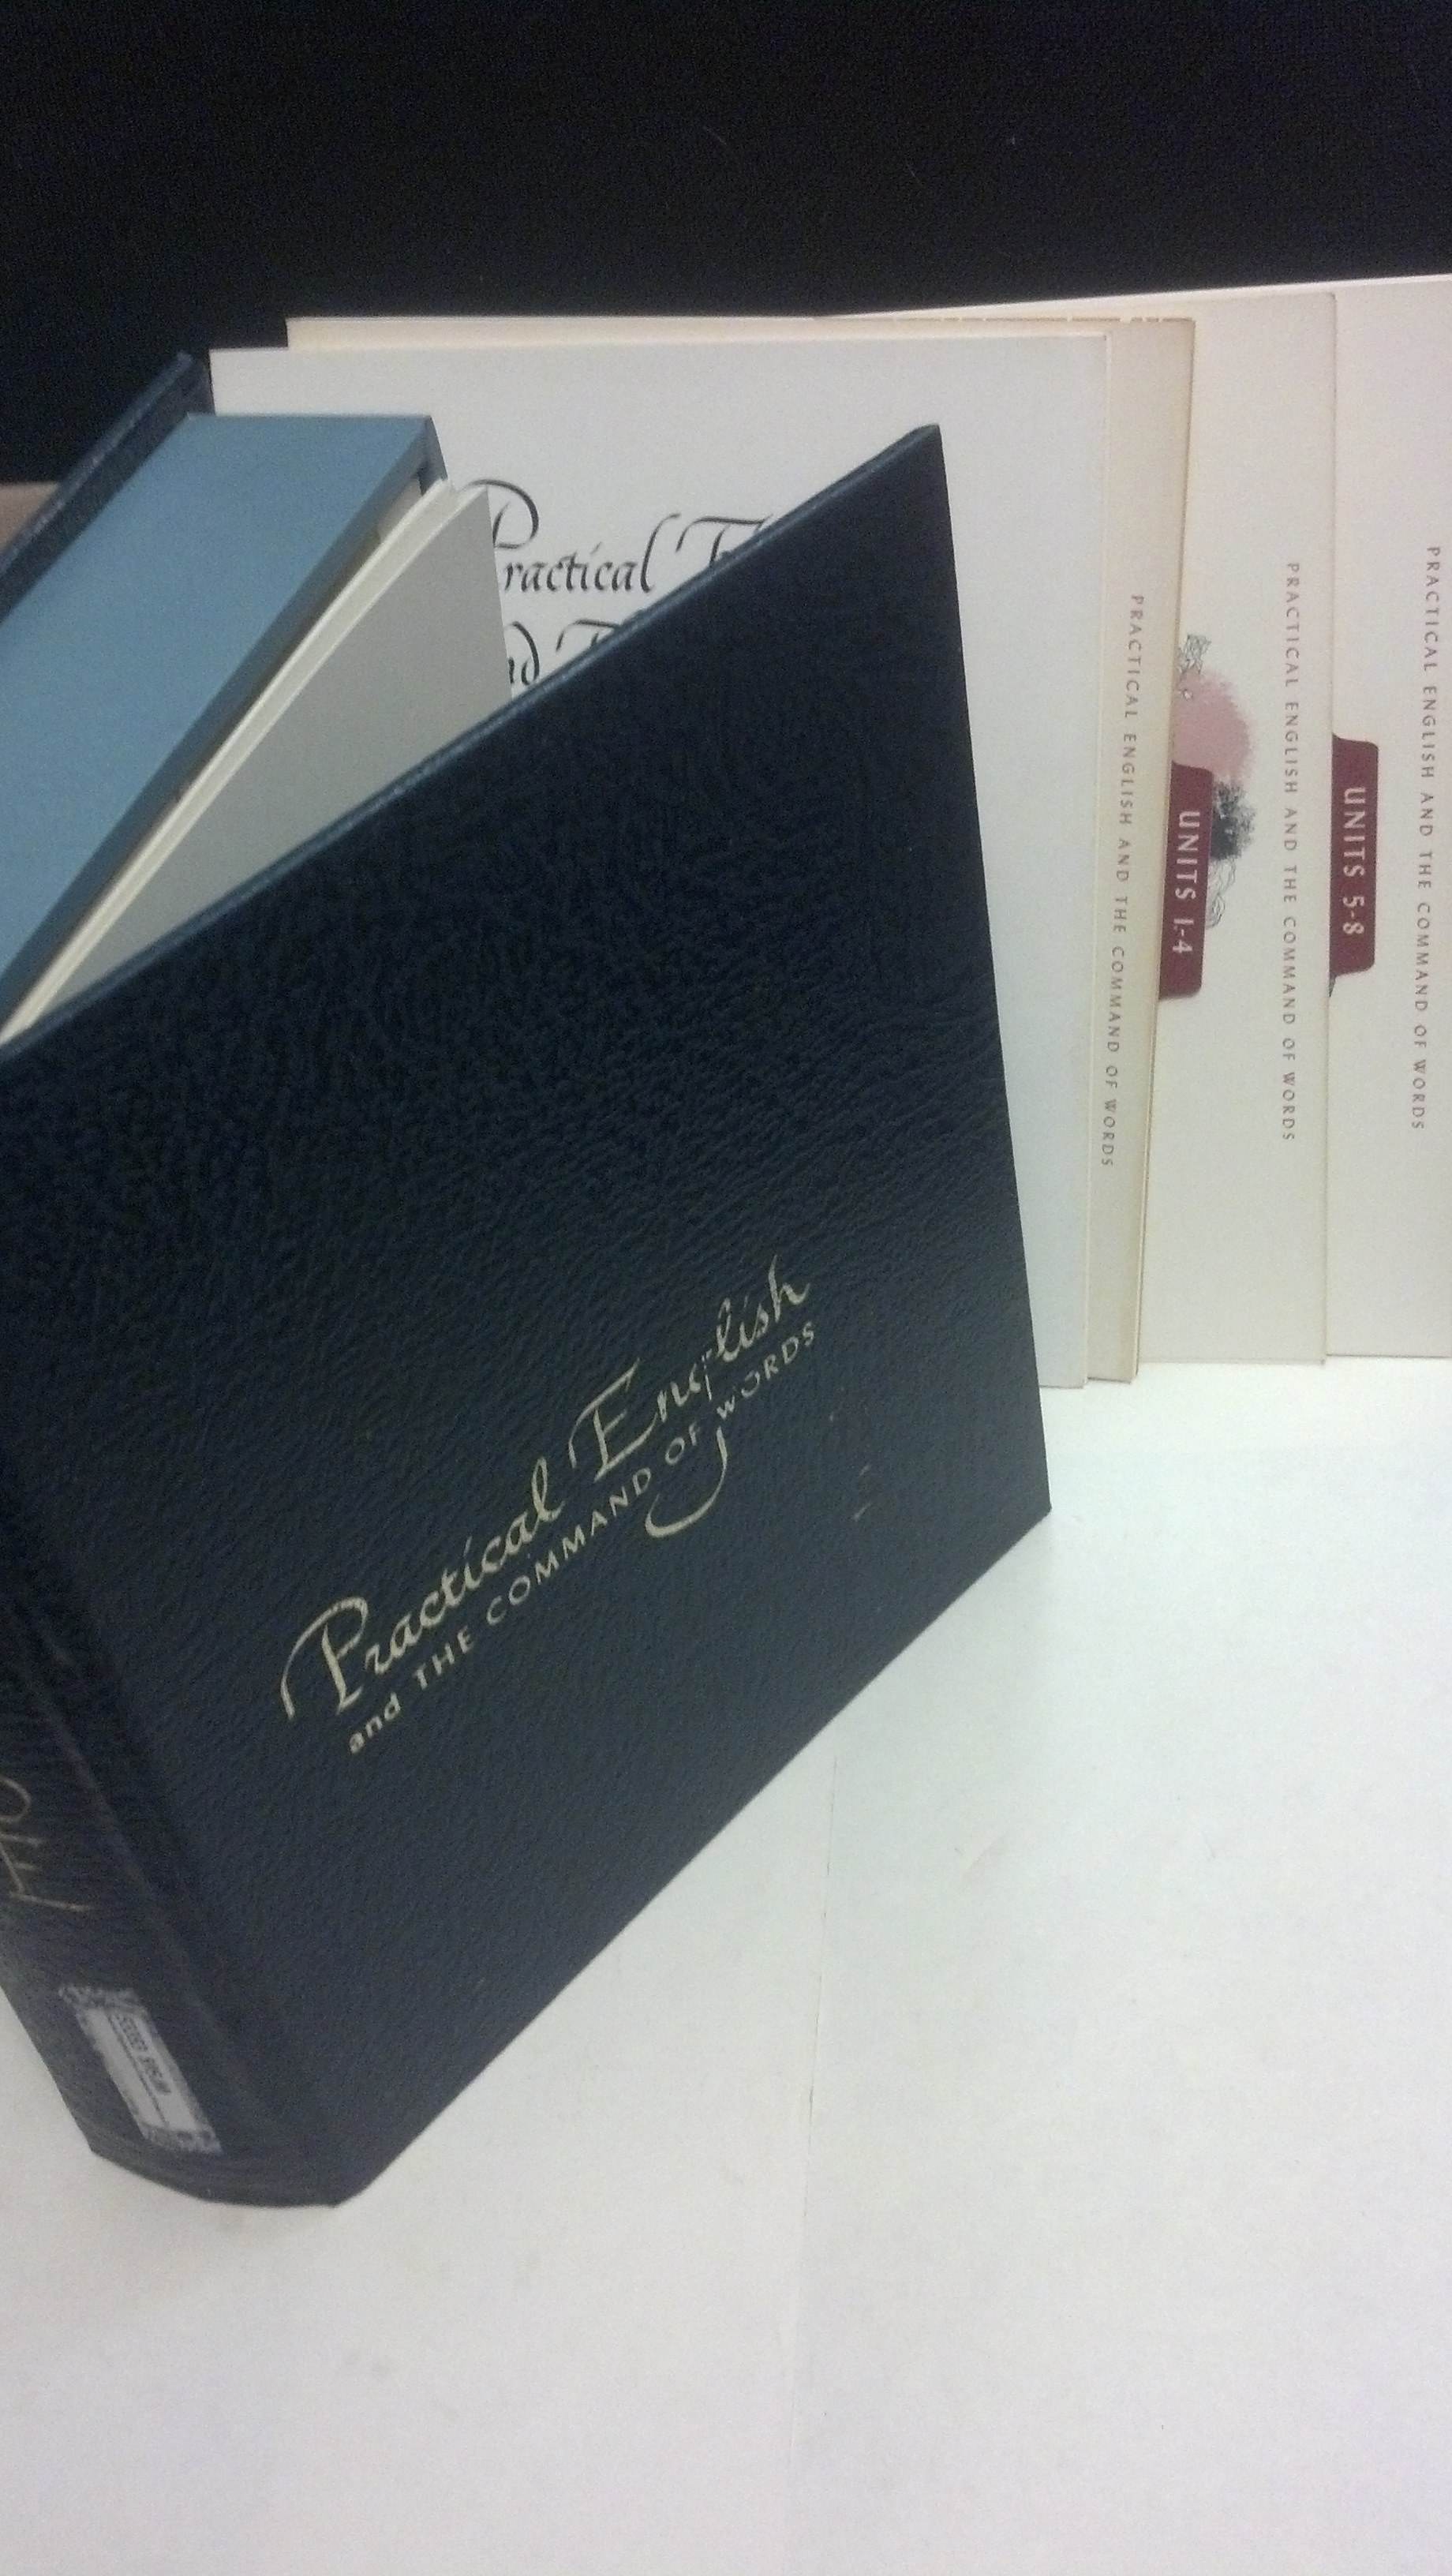 Practical
PRACTICAL ENGLISH AND THE COMMAND OF WORDS
UNITS 1-4
PRACTICAL ENGLISH AND THE COMMAND OF WORDS
UNITS 5-8
PRACTICAL ENGLISH AND THE COMMAND OF WORDS
Practical English
and THE COMMAND OF WORDS